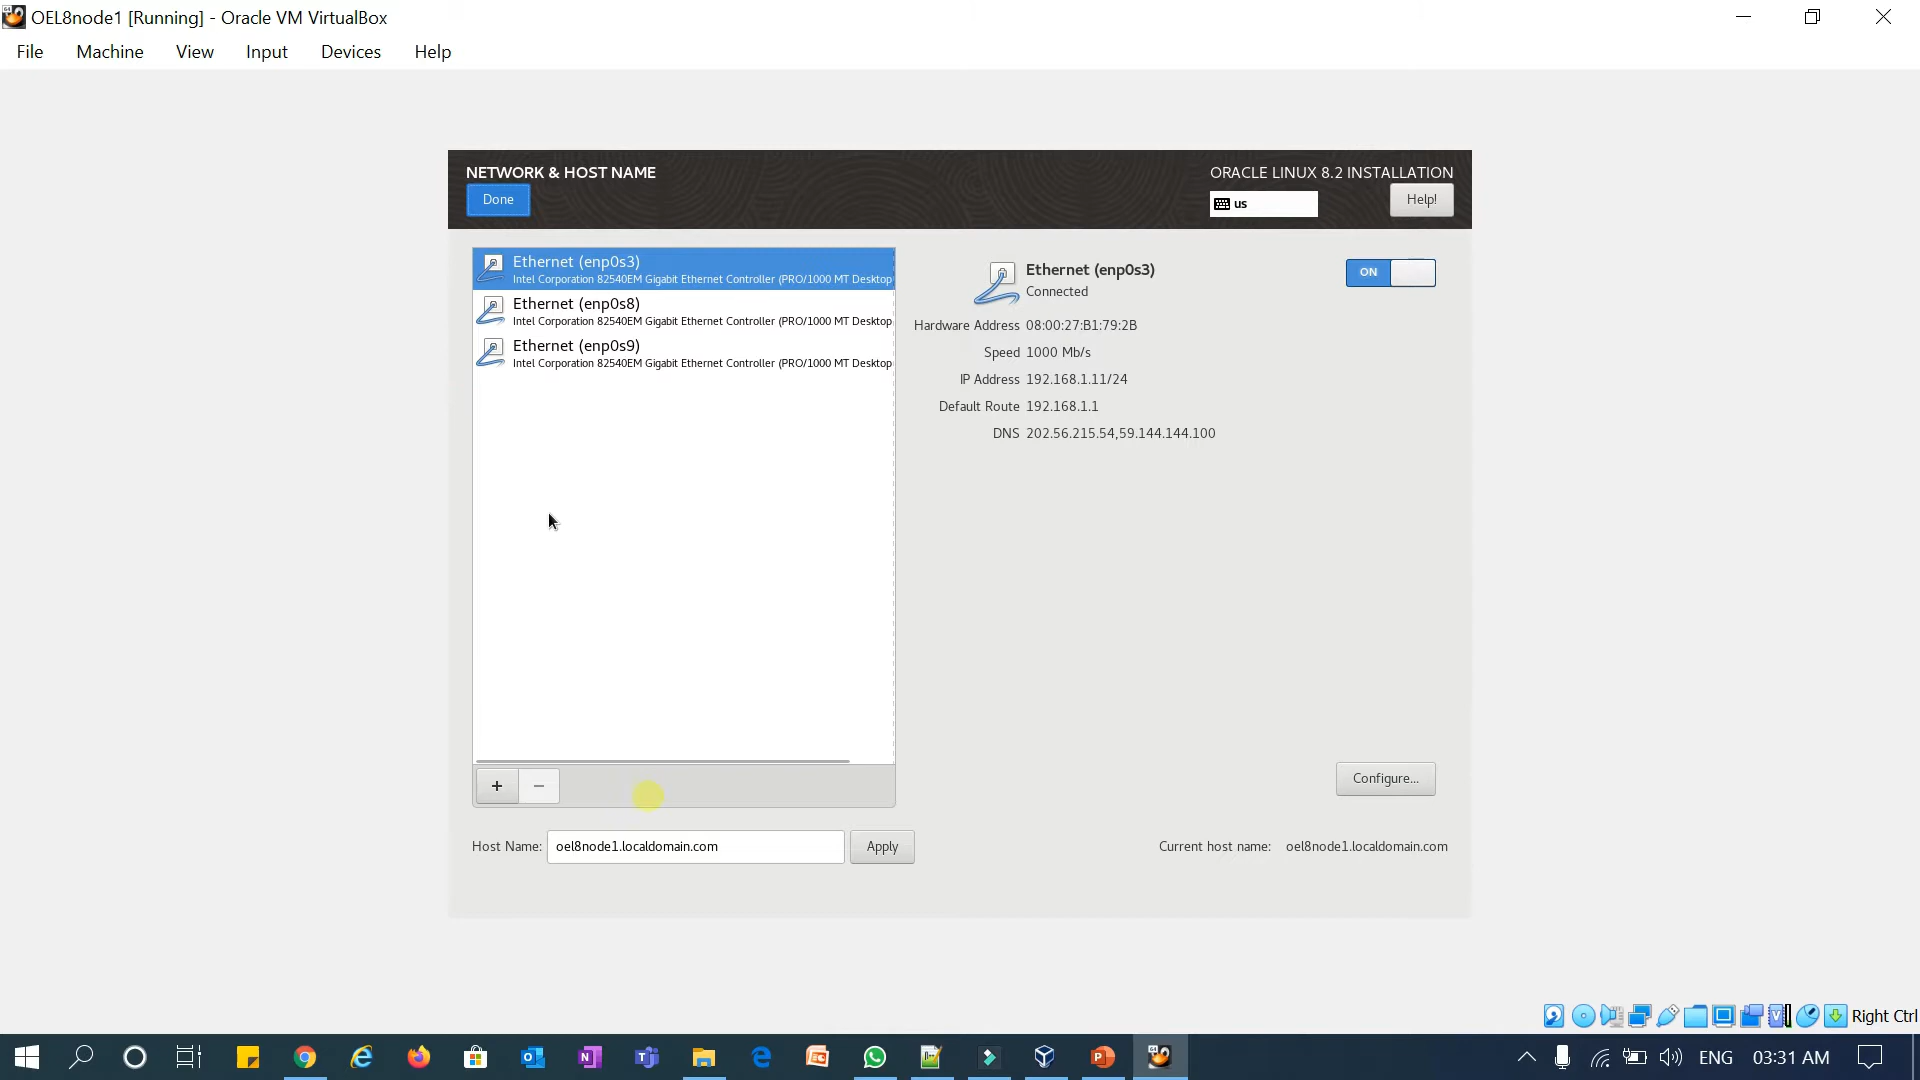 OEL8node1 [Running] - Oracle VM VirtualBox
File Machine View Input Devices Help
NETWORK & HOST NAME
Done
ORACLE LINUX 8.2 INSTALLATION
us
Help!
Ethernet (enp0s3)
Intel Corporation 82540EM Gigabit Ethernet Controller (PRO/1000 MT Desktop
Ethernet (enp0s8)
Intel Corporation 82540EM Gigabit Ethernet Controller (PRO/1000 MT Desktop
Ethernet (enp0s9)
Intel Corporation 82540EM Gigabit Ethernet Controller (PRO/1000 MT Desktop
Ethernet (enp0s3)
Connected
ON
Hardware Address 08:00:27:B1:79:2B
Speed 1000 Mb/s
IP Address 192.168.1.11/24
Default Route 192.168.1.1
DNS 202.56.215.54,59.144.144.100
+ −
Configure...
Host Name: oel8node1.localdomain.com Apply
Current host name: oel8node1.localdomain.com
Right Ctrl
ENG 03:31 AM